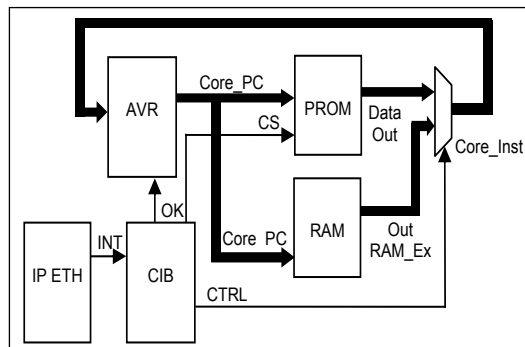 Core_PC
AVR
PROM
CS
Data
Out
Core_Inst
OK
RAM
INT
Core PC
Out
RAM_Ex
IP ETH
CIB
CTRL